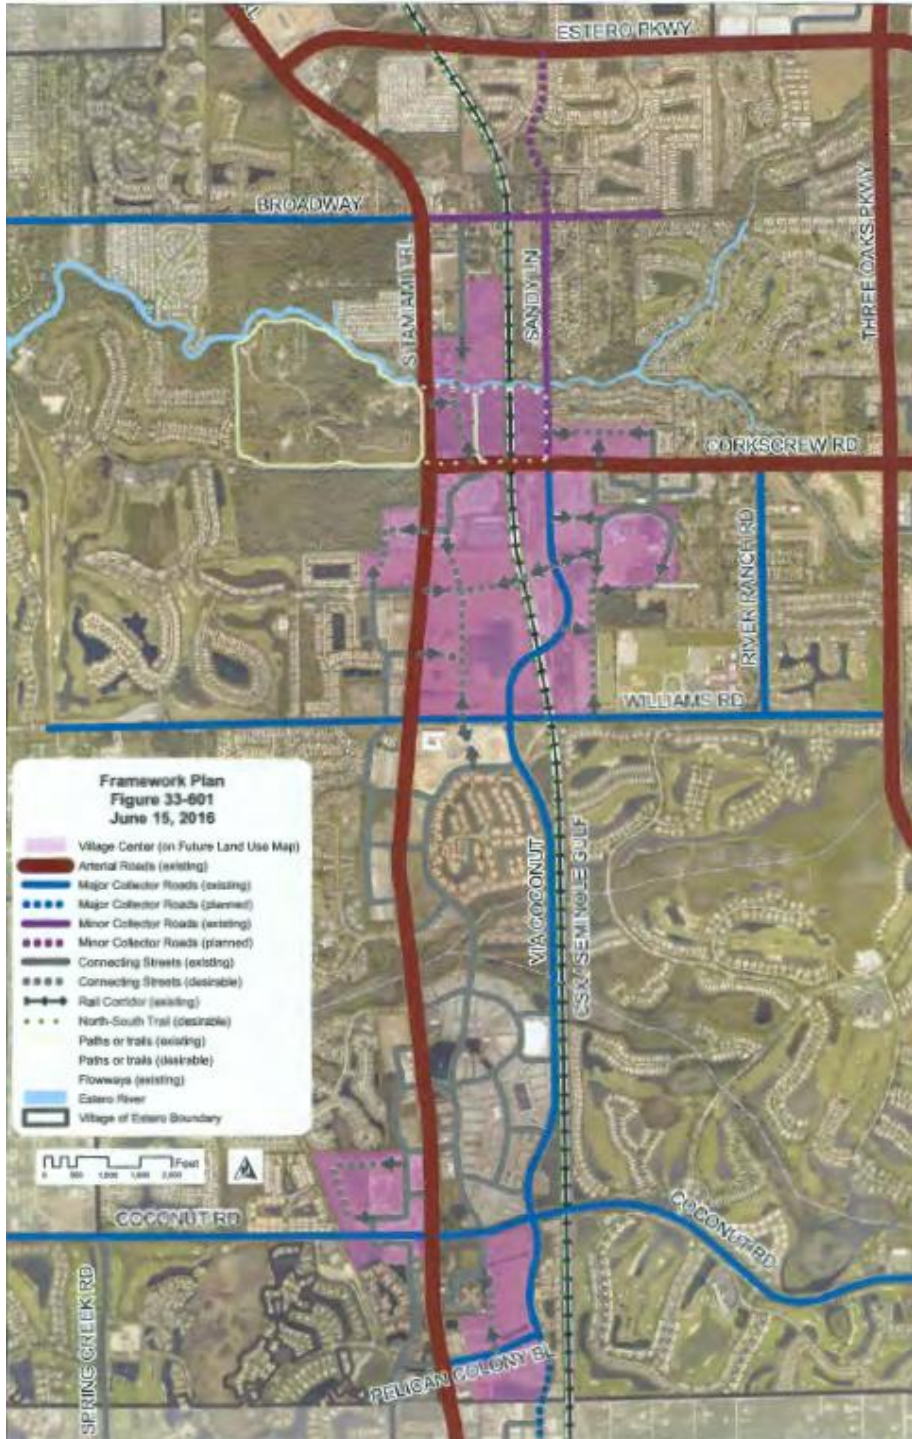 ESTERO PKWY
BROADWAY
S TAMIAMI TRL
SANDY LN
THREE OAKS PKWY
CORKSCREW RD
RIVER RANCH RD
WILLIAMS RD
Framework Plan
Figure 33-601
June 15, 2016
Village Center (on Future Land Use Map)
Arterial Roads (existing)
Major Collector Roads (existing)
Major Collector Roads (planned)
Minor Collector Roads (existing)
Minor Collector Roads (planned)
Connecting Streets (existing)
Connecting Streets (desirable)
Rail Corridor (existing)
North-South Trail (desirable)
Paths or trails (existing)
Paths or trails (desirable)
Flowways (existing)
Estero River
Village of Estero Boundary
Feet
VIA COCONUT
CSX / SEMINOLE GULF
COCONUT RD
COCONUT RD
SPRING CREEK RD
PELICAN COLONY BL